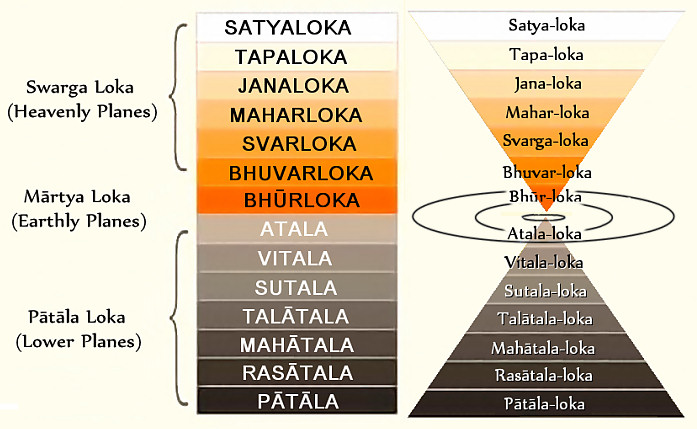 Swarga Loka
(Heavenly Planes)
Mārtya Loka
(Earthly Planes)
Pātāla Loka
(Lower Planes)
SATYALOKA
TAPALOKA
JANALOKA
MAHARLOKA
SVARLOKA
BHUVARLOKA
BHŪRLOKA
ATALA
VITALA
SUTALA
TALĀTALA
MAHĀTALA
RASĀTALA
PĀTĀLA
Satya-loka
Tapa-loka
Jana-loka
Mahar-loka
Svarga-loka
Bhuvar-loka
Bhūr-loka
Atala-loka
Vitala-loka
Sutala-loka
Talātala-loka
Mahātala-loka
Rasātala-loka
Pātāla-loka